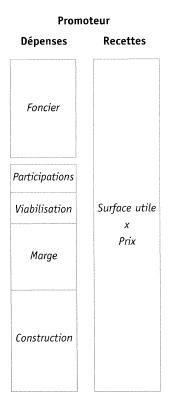 Promoteur
Dépenses Recettes
Foncier
Participations
Viabilisation
Marge
Construction
Surface utile
x
Prix